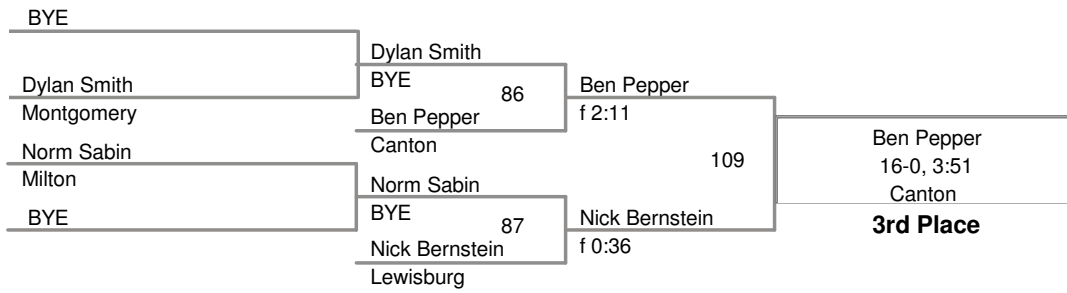 BYE
Dylan Smith
Montgomery
Norm Sabin
Milton
BYE
Dylan Smith
BYE
86
Ben Pepper
Canton
Norm Sabin
BYE
87
Nick Bernstein
Lewisburg
Ben Pepper
f 2:11
109
Nick Bernstein
f 0:36
Ben Pepper
16-0, 3:51
Canton
3rd Place